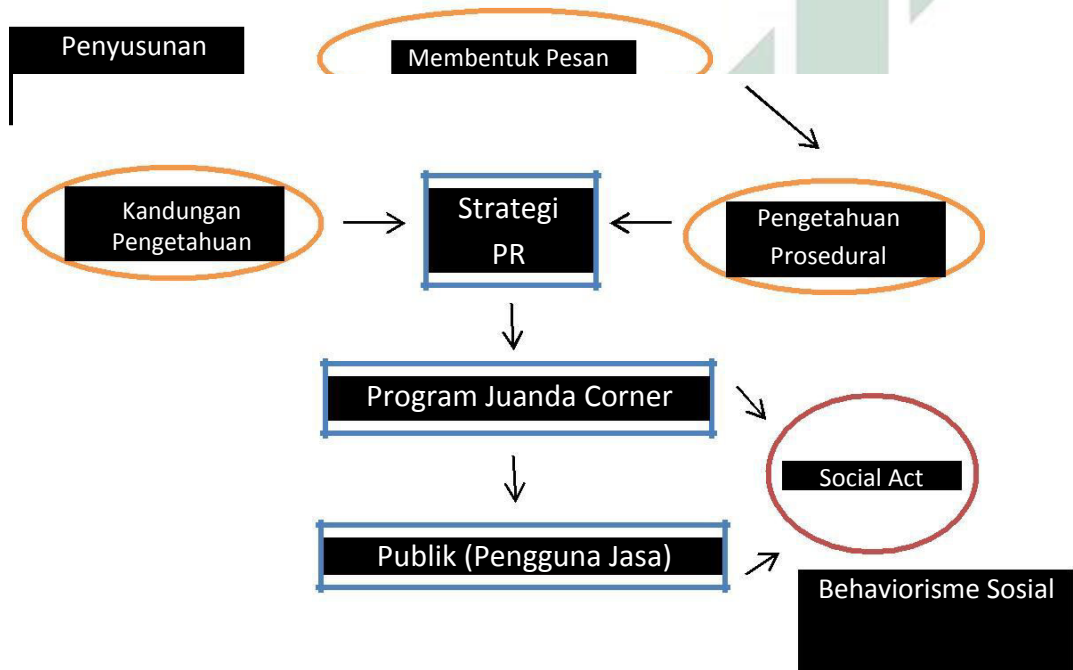 Penyusunan
Membentuk Pesan
Kandungan
Pengetahuan
Strategi
PR
Pengetahuan
Prosedural
Program Juanda Corner
Social Act
Publik (Pengguna Jasa)
Behaviorisme Sosial